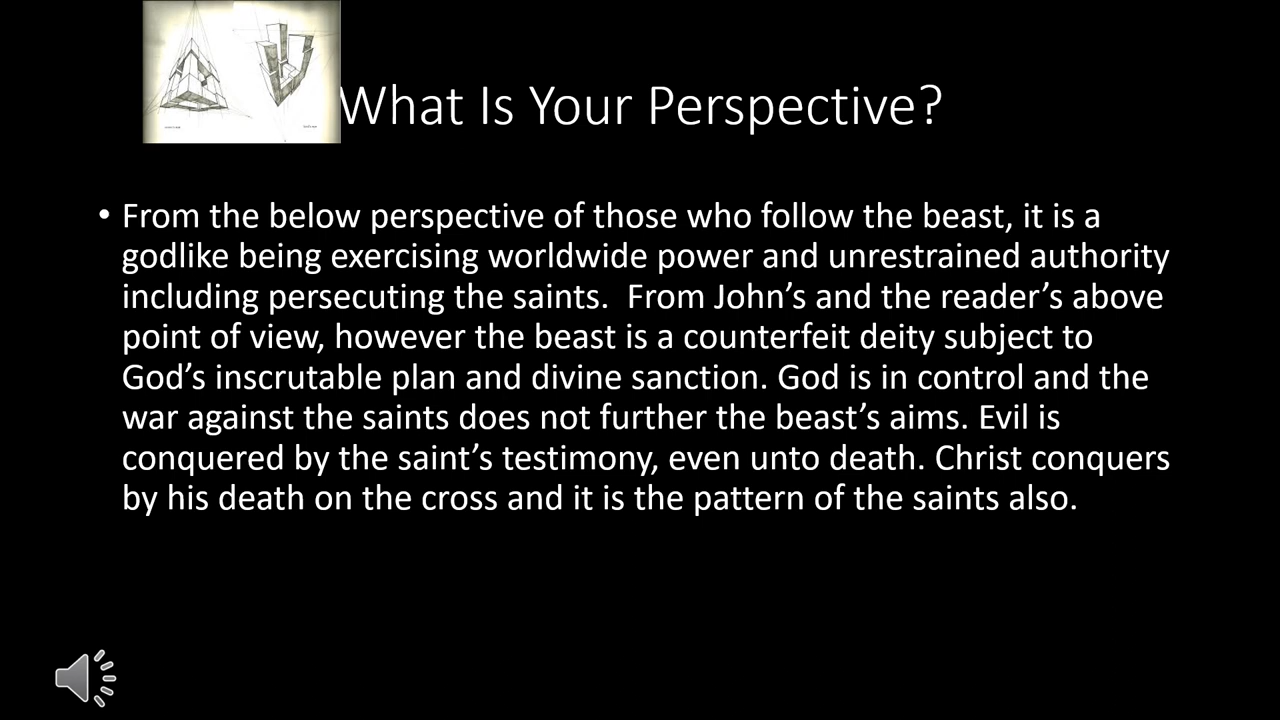 What Is Your Perspective?
• From the below perspective of those who follow the beast, it is a
godlike being exercising worldwide power and unrestrained authority
including persecuting the saints.  From John’s and the reader’s above
point of view, however the beast is a counterfeit deity subject to
God’s inscrutable plan and divine sanction. God is in control and the
war against the saints does not further the beast’s aims. Evil is
conquered by the saint’s testimony, even unto death. Christ conquers
by his death on the cross and it is the pattern of the saints also.